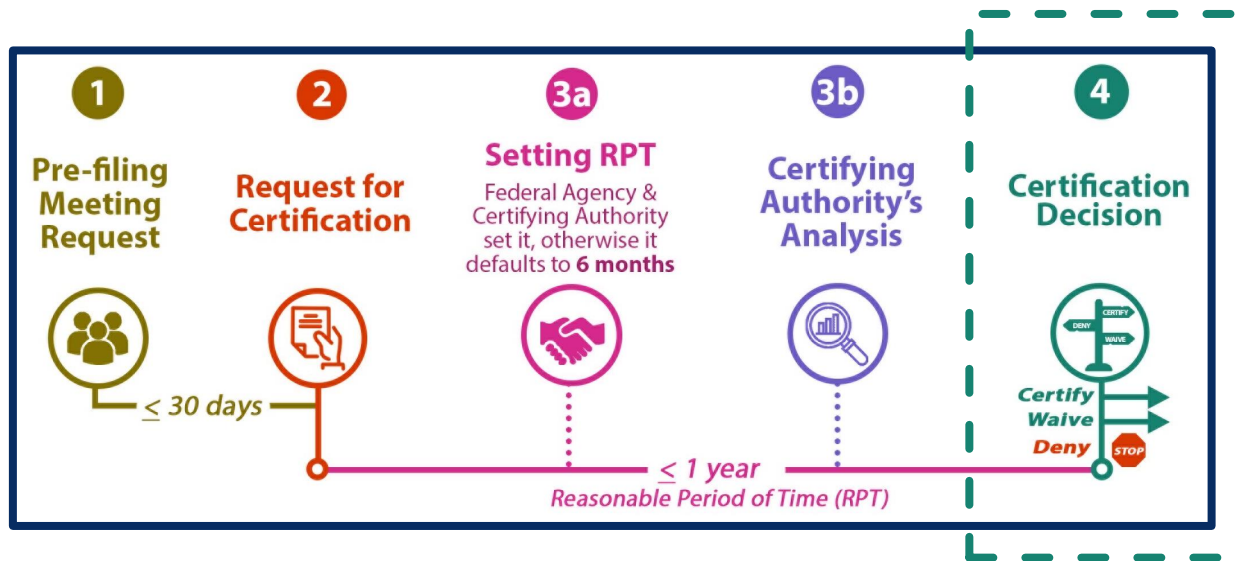 1
Pre-filing
Meeting
Request
≤ 30 days
2
Request for
Certification
3a
Setting RPT
Federal Agency &
Certifying Authority
set it, otherwise it
defaults to 6 months
3b
Certifying
Authority's
Analysis
≤ 1 year
Reasonable Period of Time (RPT)
4
Certification
Decision
CERTIFY
DENY
WAIVE
Certify
Waive
Deny
STOP